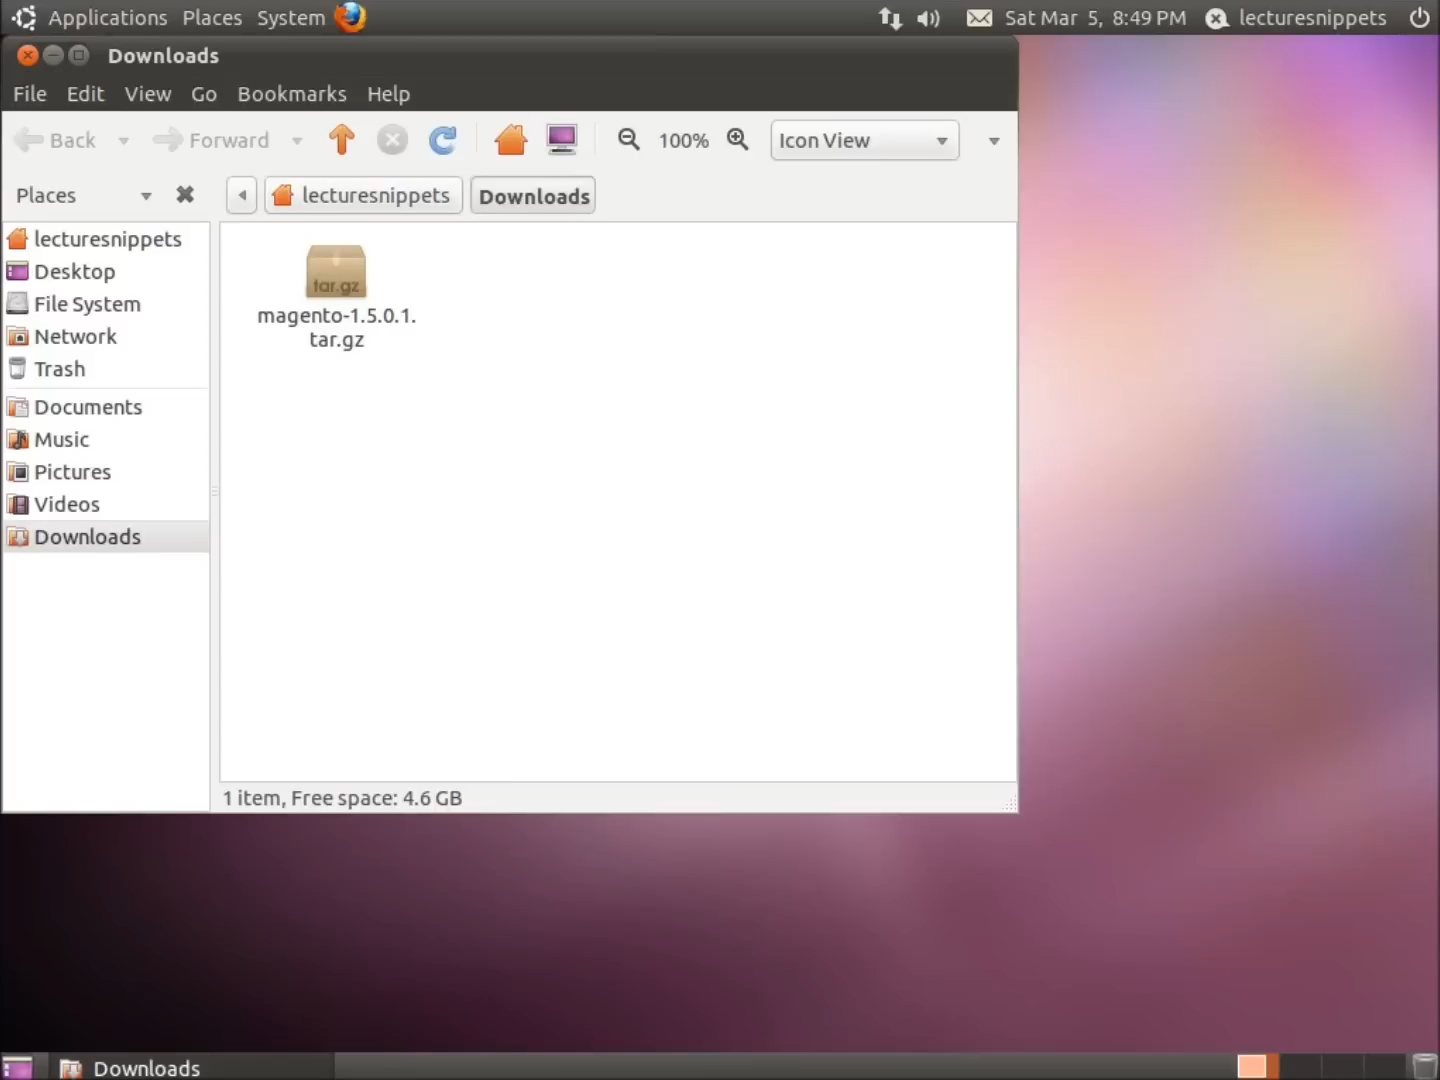 Applications Places System Sat Mar 5, 8:49 PM lecturesnippets
Downloads
File Edit View Go Bookmarks Help
Back Forward 100% Icon View
Places lecturesnippets Downloads
lecturesnippets
Desktop
File System
Network
Trash
Documents
Music
Pictures
Videos
Downloads
tar.gz
magento-1.5.0.1.
tar.gz
1 item, Free space: 4.6 GB
Downloads